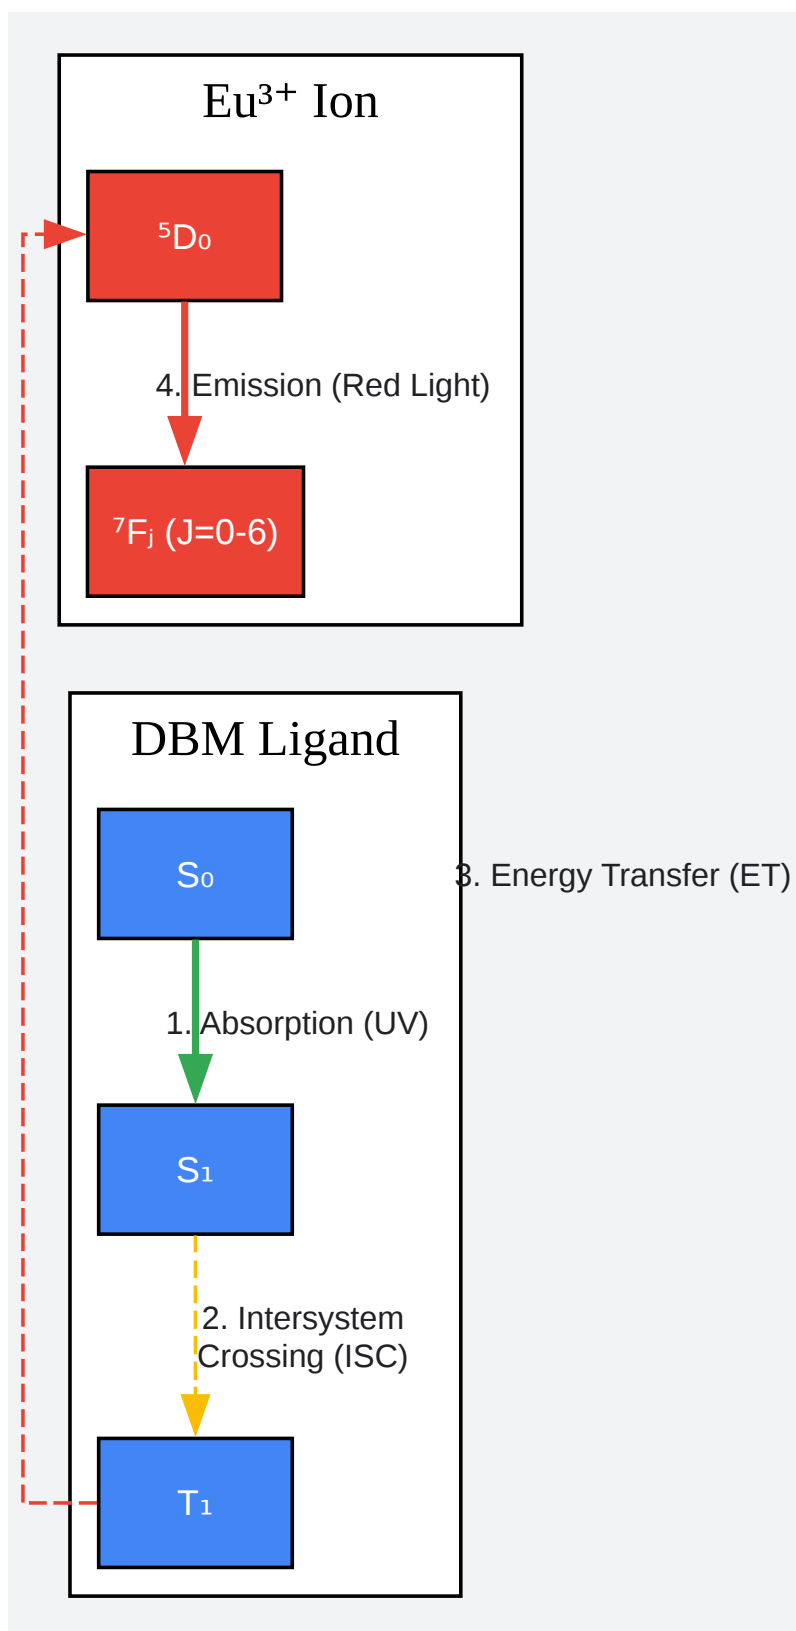 Eu³⁺ Ion
⁵D₀
4. Emission (Red Light)
⁷Fⱼ (J=0-6)
DBM Ligand
S₀
3. Energy Transfer (ET)
1. Absorption (UV)
S₁
2. Intersystem
Crossing (ISC)
T₁